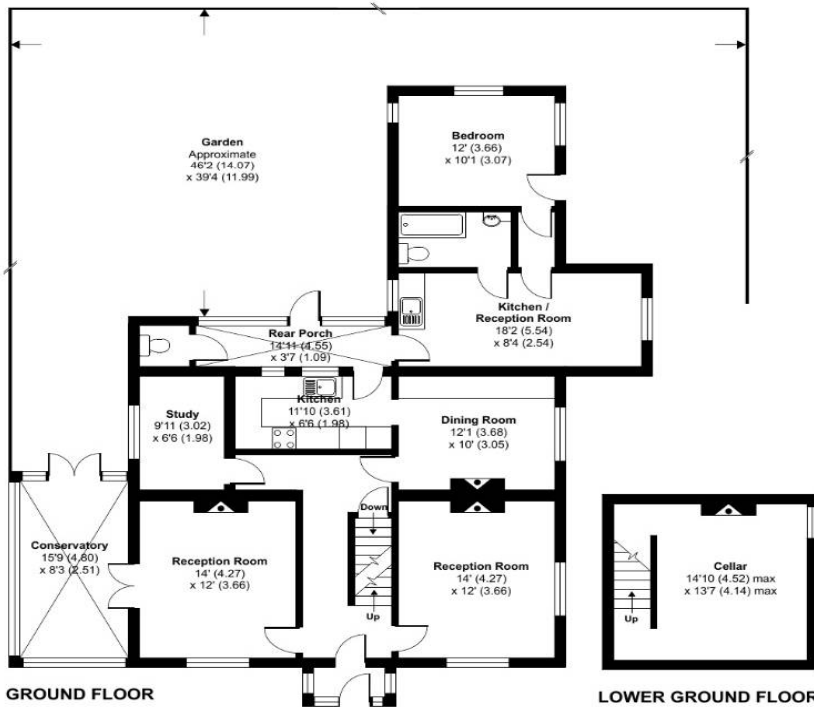 Garden
Approximate
46'2 (14.07)
x 39'4 (11.99)
Bedroom
12' (3.66)
x 10'1 (3.07)
Kitchen /
Reception Room
18'2 (5.54)
x 8'4 (2.54)
Rear Porch
14'11 (4.55)
x 3'7 (1.09)
Kitchen
11'10 (3.61)
x 6'6 (1.98)
Study
9'11 (3.02)
x 6'6 (1.98)
Dining Room
12'1 (3.68)
x 10' (3.05)
Down
Conservatory
15'9 (4.80)
x 8'3 (2.51)
Reception Room
14' (4.27)
x 12' (3.66)
Reception Room
14' (4.27)
x 12' (3.66)
Up
Cellar
14'10 (4.52) max
x 13'7 (4.14) max
Up
GROUND FLOOR
LOWER GROUND FLOOR